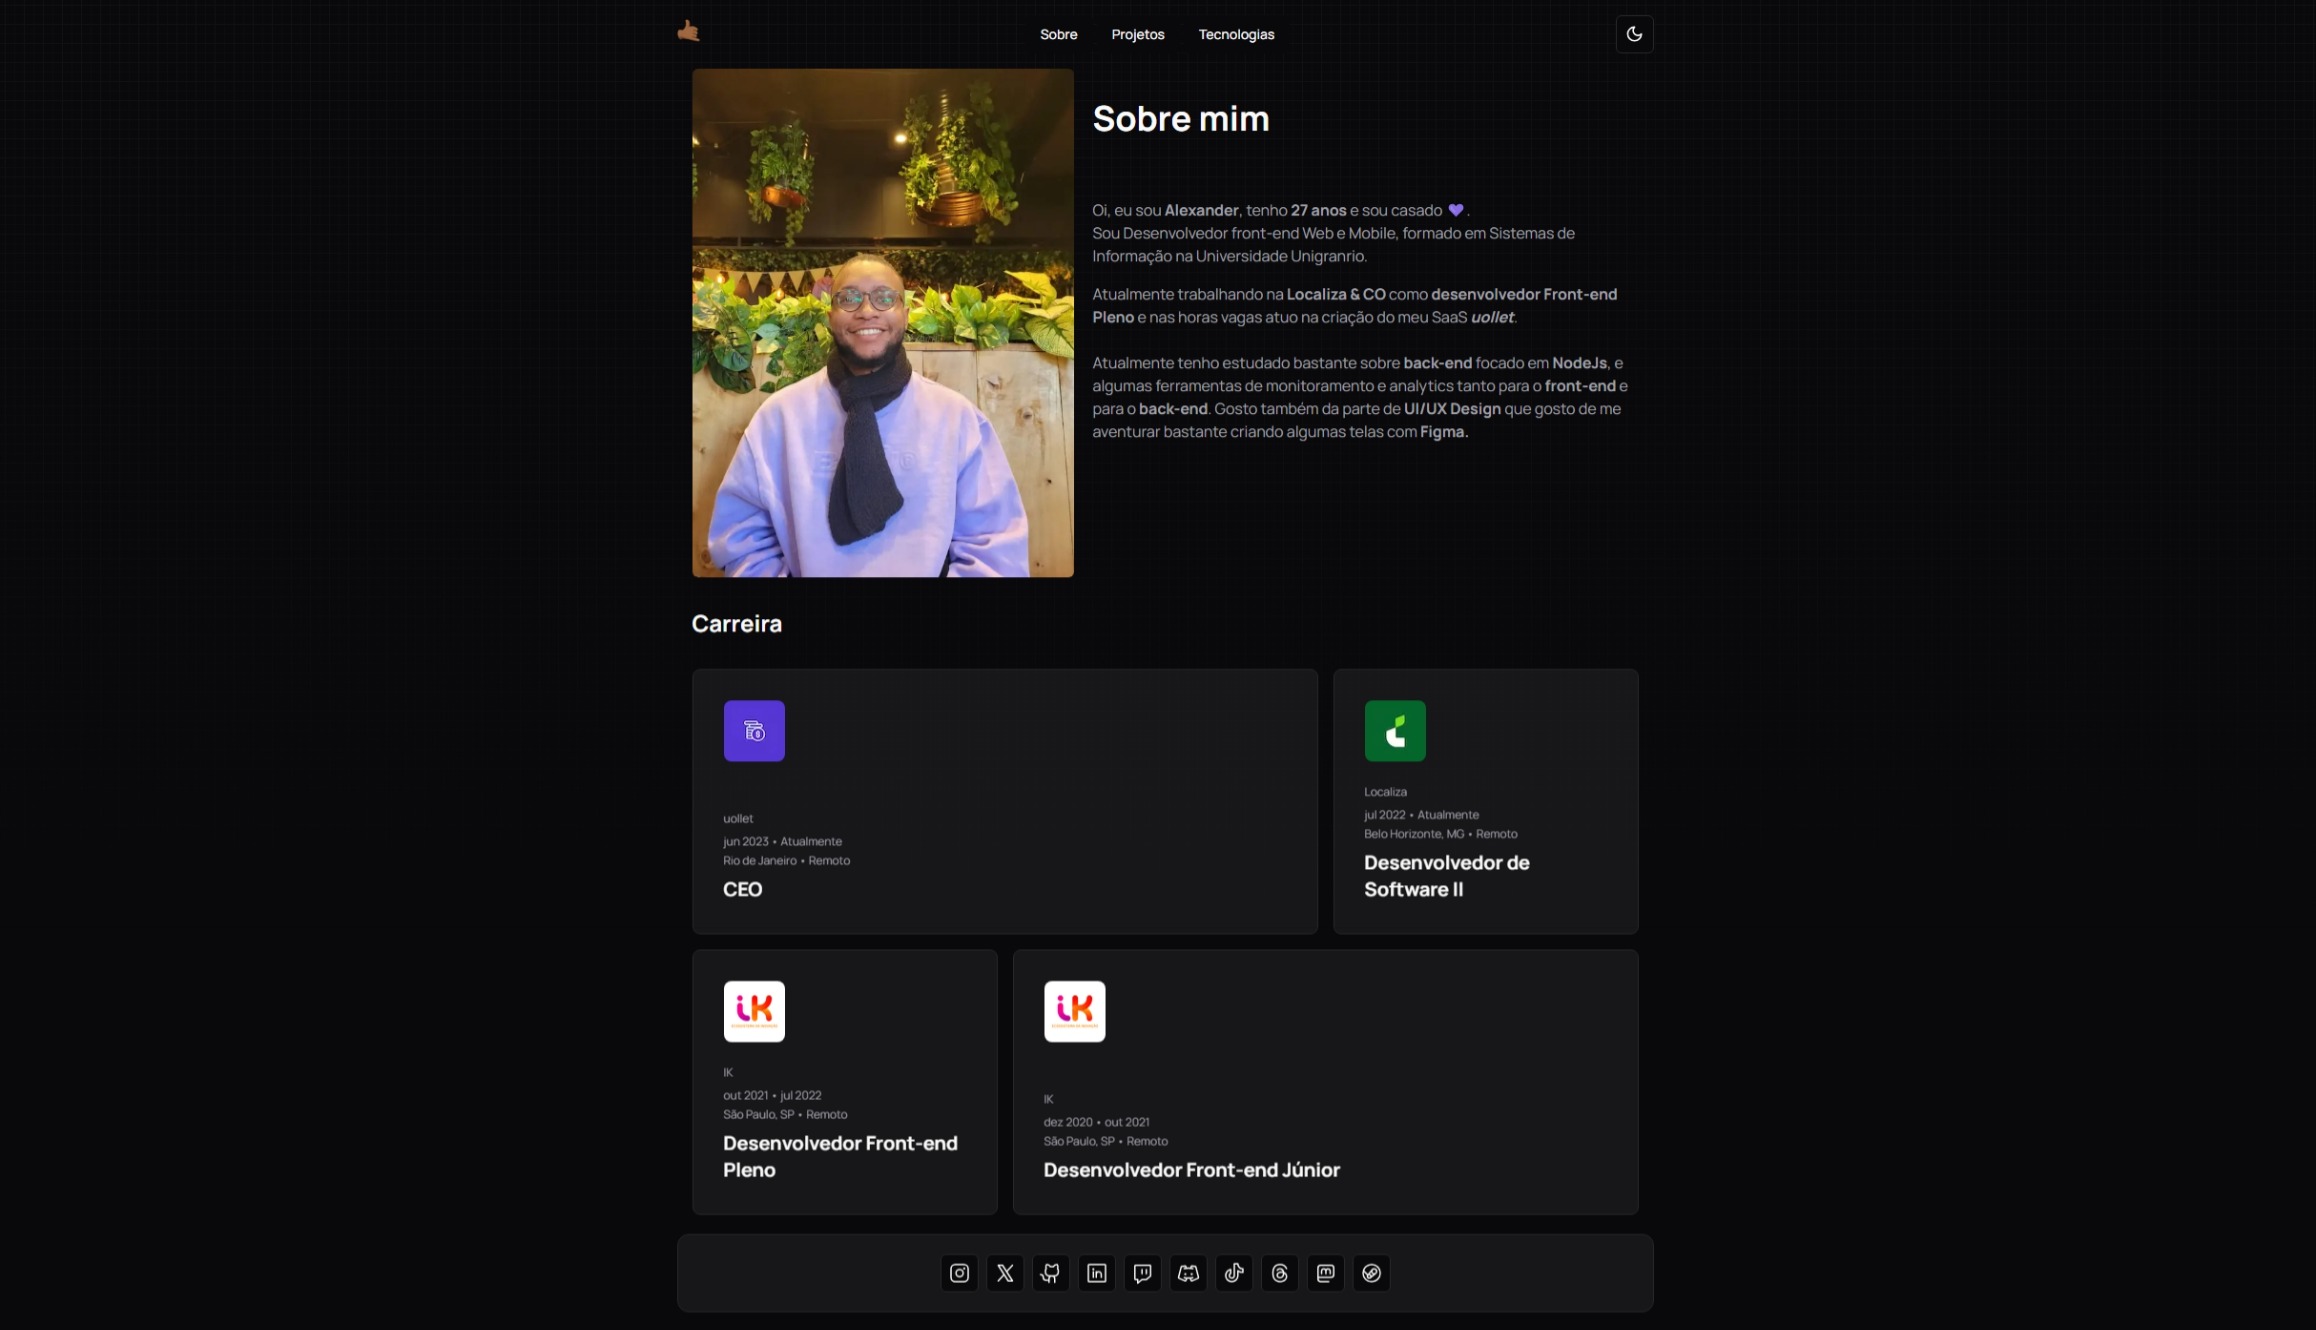 Sobre
Projetos
Tecnologias
Sobre mim
Oi, eu sou Alexander, tenho 27 anos e sou casado 💜 .
Sou Desenvolvedor front-end Web e Mobile, formado em Sistemas de
Informação na Universidade Unigranrio.
Atualmente trabalhando na Localiza & CO como desenvolvedor Front-end
Pleno e nas horas vagas atuo na criação do meu SaaS uollet.
Atualmente tenho estudado bastante sobre back-end focado em NodeJs, e
algumas ferramentas de monitoramento e analytics tanto para o front-end e
para o back-end. Gosto também da parte de UI/UX Design que gosto de me
aventurar bastante criando algumas telas com Figma.
Carreira
uollet
jun 2023 • Atualmente
Rio de Janeiro • Remoto
CEO
Localiza
jul 2022 • Atualmente
Belo Horizonte, MG • Remoto
Desenvolvedor de
Software II
iK
IK
out 2021 • jul 2022
São Paulo, SP • Remoto
Desenvolvedor Front-end
Pleno
iK
IK
dez 2020 • out 2021
São Paulo, SP • Remoto
Desenvolvedor Front-end Júnior